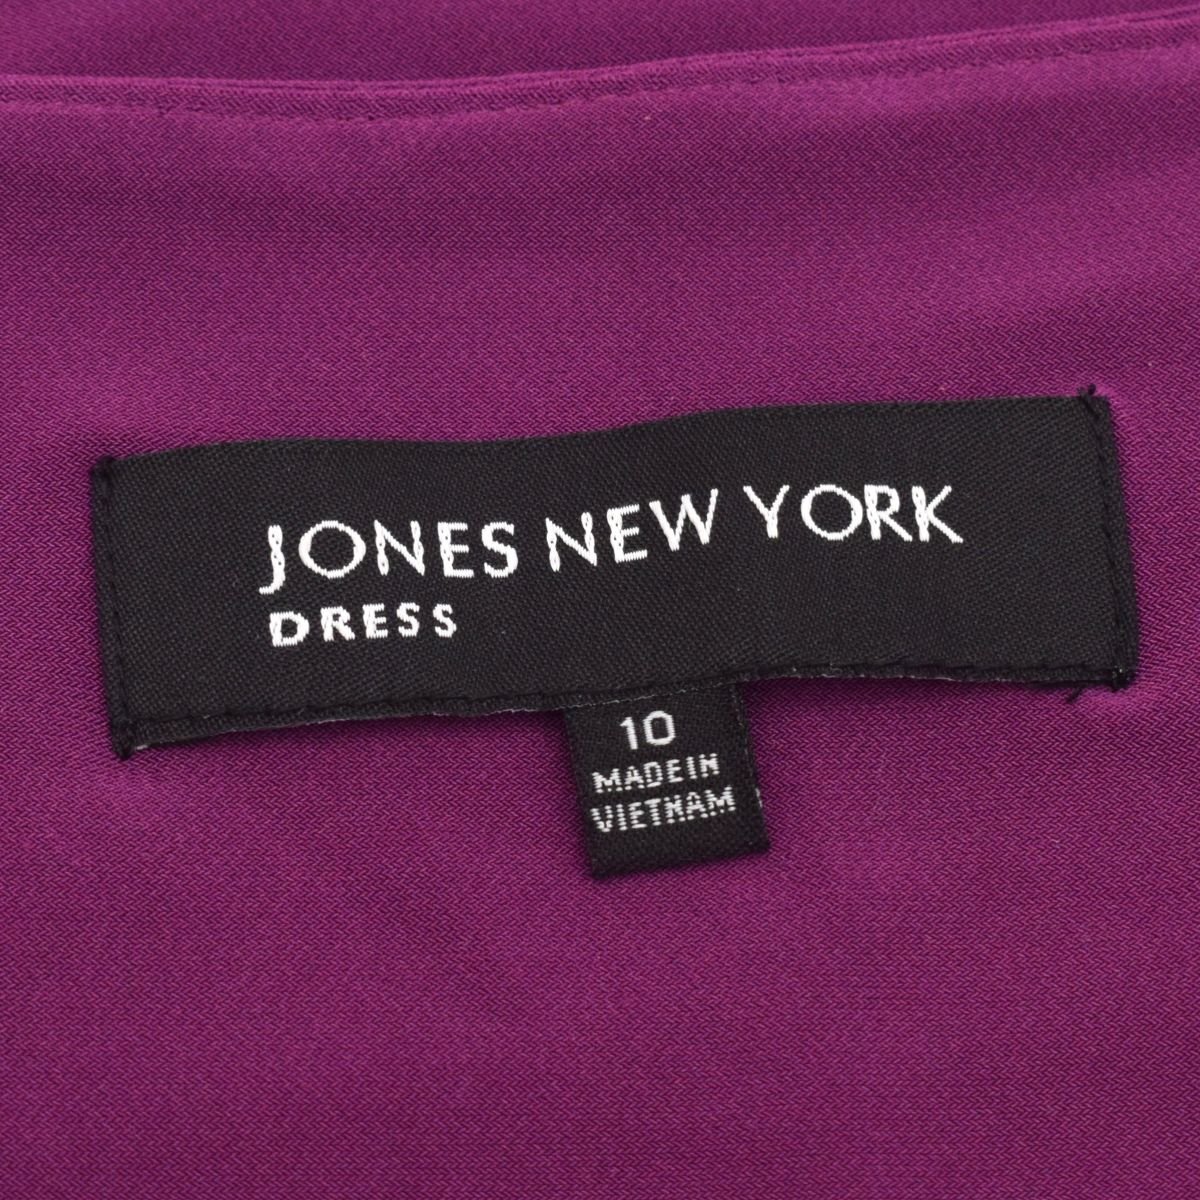 JONES NEW YORK
DRESS
10
MADE IN
VIETNAM